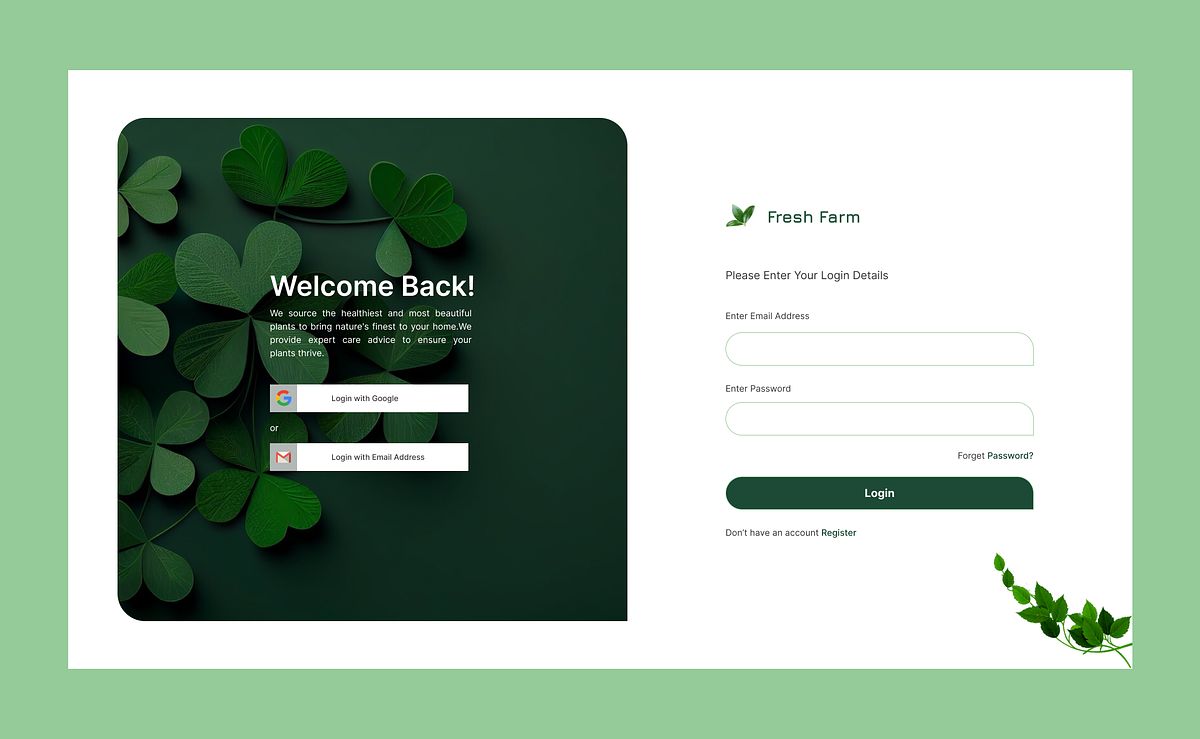 Welcome Back!
We source the healthiest and most beautiful
plants to bring nature's finest to your home.We
provide expert care advice to ensure your
plants thrive.
Login with Google
or
Login with Email Address
Fresh Farm
Please Enter Your Login Details
Enter Email Address
Enter Password
Forget Password?
Login
Don't have an account Register